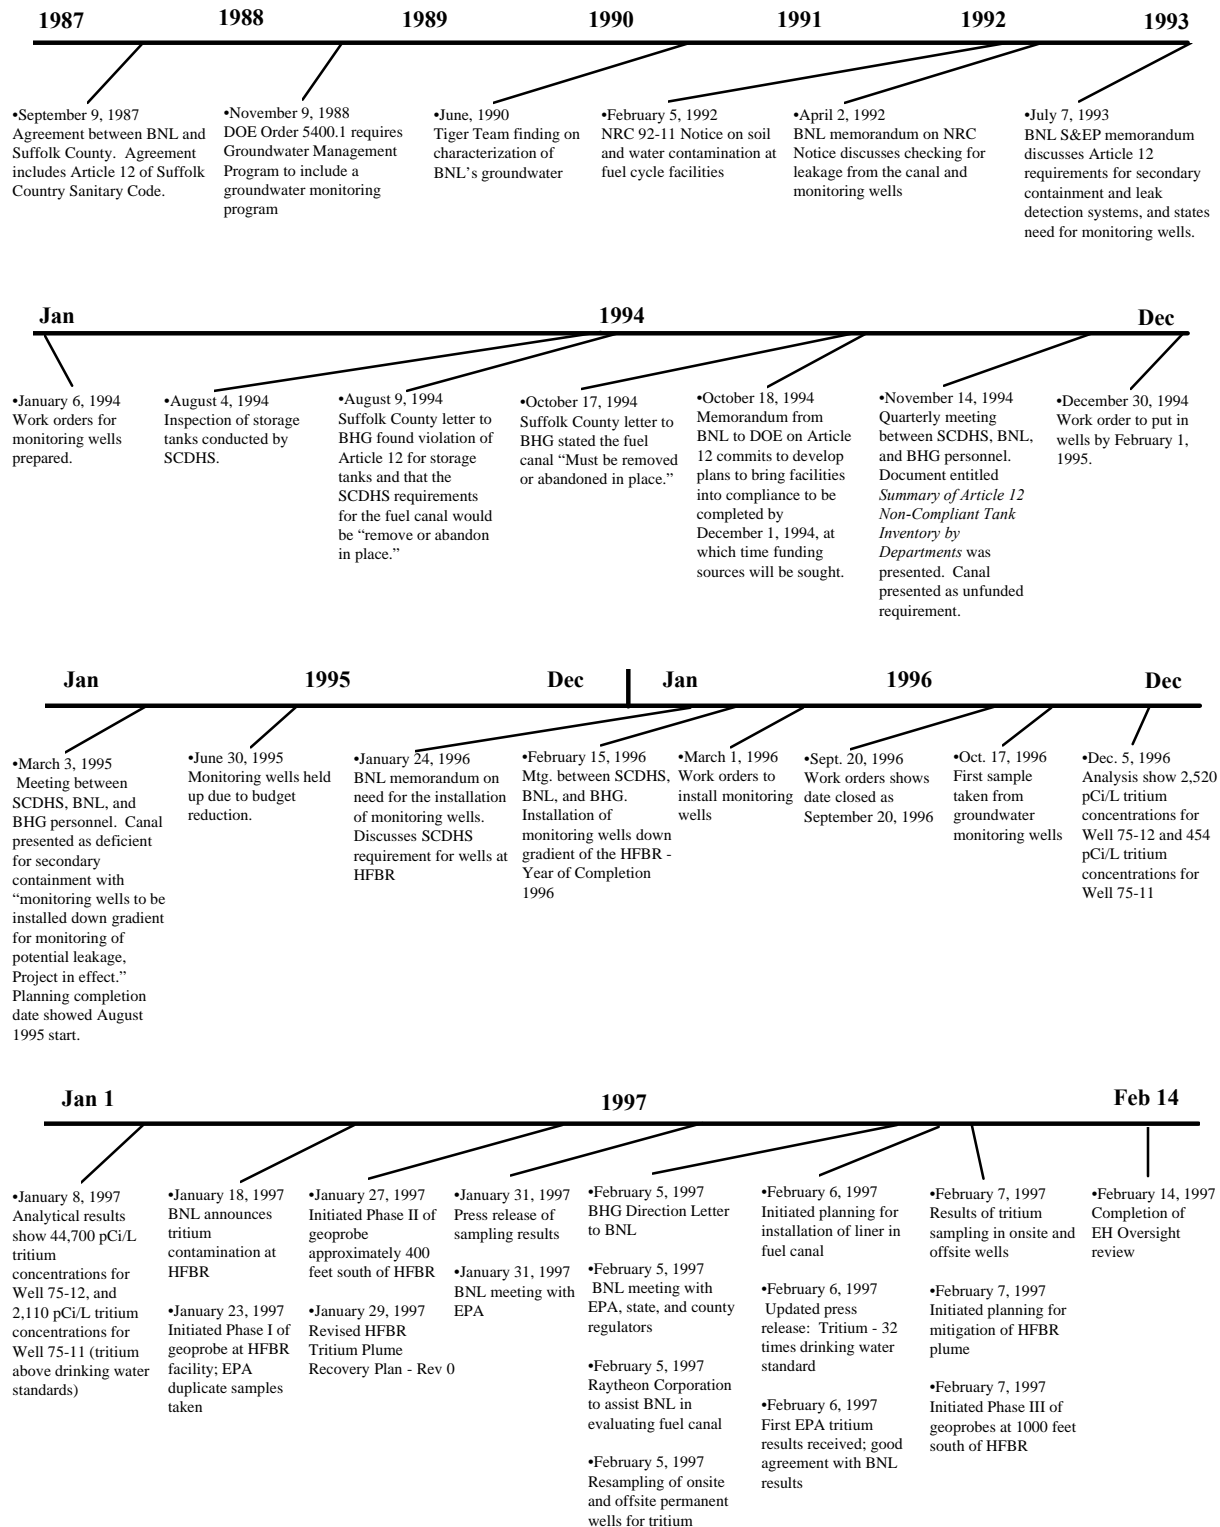 1987
1988
1989
1990
1991
1992
1993
•September 9, 1987
Agreement between BNL and
Suffolk County.  Agreement
includes Article 12 of Suffolk
Country Sanitary Code.
•November 9, 1988
DOE Order 5400.1 requires
Groundwater Management
Program to include a
groundwater monitoring
program
•June, 1990
Tiger Team finding on
characterization of
BNL's groundwater
•February 5, 1992
NRC 92-11 Notice on soil
and water contamination at
fuel cycle facilities
•April 2, 1992
BNL memorandum on NRC
Notice discusses checking for
leakage from the canal and
monitoring wells
•July 7, 1993
BNL S&EP memorandum
discusses Article 12
requirements for secondary
containment and leak
detection systems, and states
need for monitoring wells.
Jan
1994
Dec
•January 6, 1994
Work orders for
monitoring wells
prepared.
•August 4, 1994
Inspection of storage
tanks conducted by
SCDHS.
•August 9, 1994
Suffolk County letter to
BHG found violation of
Article 12 for storage
tanks and that the
SCDHS requirements
for the fuel canal would
be “remove or abandon
in place.”
•October 17, 1994
Suffolk County letter to
BHG stated the fuel
canal “Must be removed
or abandoned in place.”
•October 18, 1994
Memorandum from
BNL to DOE on Article
12 commits to develop
plans to bring facilities
into compliance to be
completed by
December 1, 1994, at
which time funding
sources will be sought.
•November 14, 1994
Quarterly meeting
between SCDHS, BNL,
and BHG personnel.
Document entitled
Summary of Article 12
Non-Compliant Tank
Inventory by
Departments was
presented.  Canal
presented as unfunded
requirement.
•December 30, 1994
Work order to put in
wells by February 1,
1995.
Jan
1995
Dec
Jan
1996
Dec
•March 3, 1995
Meeting between
SCDHS, BNL, and
BHG personnel.  Canal
presented as deficient
for secondary
containment with
“monitoring wells to be
installed down gradient
for monitoring of
potential leakage,
Project in effect.”
Planning completion
date showed August
1995 start.
•June 30, 1995
Monitoring wells held
up due to budget
reduction.
•January 24, 1996
BNL memorandum on
need for the installation
of monitoring wells.
Discusses SCDHS
requirement for wells at
HFBR
•February 15, 1996
Mtg. between SCDHS,
BNL, and BHG.
Installation of
monitoring wells down
gradient of the HFBR -
Year of Completion
1996
•March 1, 1996
Work orders to
install monitoring
wells
•Sept. 20, 1996
Work orders shows
date closed as
September 20, 1996
•Oct. 17, 1996
First sample
taken from
groundwater
monitoring wells
•Dec. 5, 1996
Analysis show 2,520
pCi/L tritium
concentrations for
Well 75-12 and 454
pCi/L tritium
concentrations for
Well 75-11
Jan 1
1997
Feb 14
•January 8, 1997
Analytical results
show 44,700 pCi/L
tritium
concentrations for
Well 75-12, and
2,110 pCi/L tritium
concentrations for
Well 75-11 (tritium
above drinking water
standards)
•January 18, 1997
BNL announces
tritium
contamination at
HFBR
•January 23, 1997
Initiated Phase I of
geoprobe at HFBR
facility; EPA
duplicate samples
taken
•January 27, 1997
Initiated Phase II of
geoprobe
approximately 400
feet south of HFBR
•January 29, 1997
Revised HFBR
Tritium Plume
Recovery Plan - Rev 0
•January 31, 1997
Press release of
sampling results
•January 31, 1997
BNL meeting with
EPA
•February 5, 1997
BHG Direction Letter
to BNL
•February 5, 1997
BNL meeting with
EPA, state, and county
regulators
•February 5, 1997
Raytheon Corporation
to assist BNL in
evaluating fuel canal
•February 5, 1997
Resampling of onsite
and offsite permanent
wells for tritium
•February 6, 1997
Initiated planning for
installation of liner in
fuel canal
•February 6, 1997
Updated press
release:  Tritium - 32
times drinking water
standard
•February 6, 1997
First EPA tritium
results received; good
agreement with BNL
results
•February 7, 1997
Results of tritium
sampling in onsite and
offsite wells
•February 7, 1997
Initiated planning for
mitigation of HFBR
plume
•February 7, 1997
Initiated Phase III of
geoprobes at 1000 feet
south of HFBR
•February 14, 1997
Completion of
EH Oversight
review